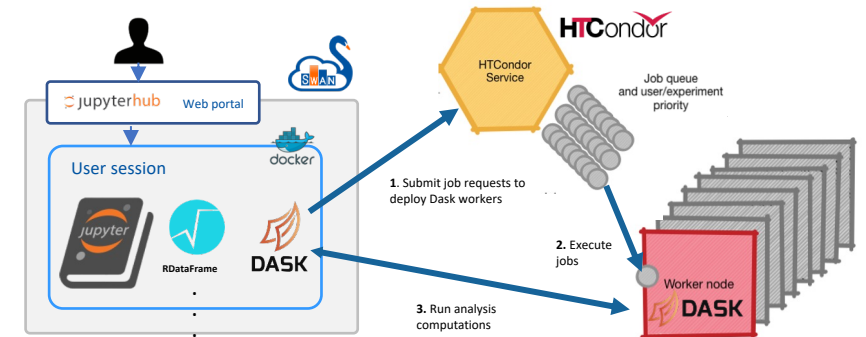 HTCondor
SWAN
HTCondor
Service
Job queue
and user/experiment
priority
jupyterhub Web portal
docker
User session
1. Submit job requests to
deploy Dask workers
jupyter
RDataFrame
DASK
2. Execute
jobs
Worker node
DASK
3. Run analysis
computations